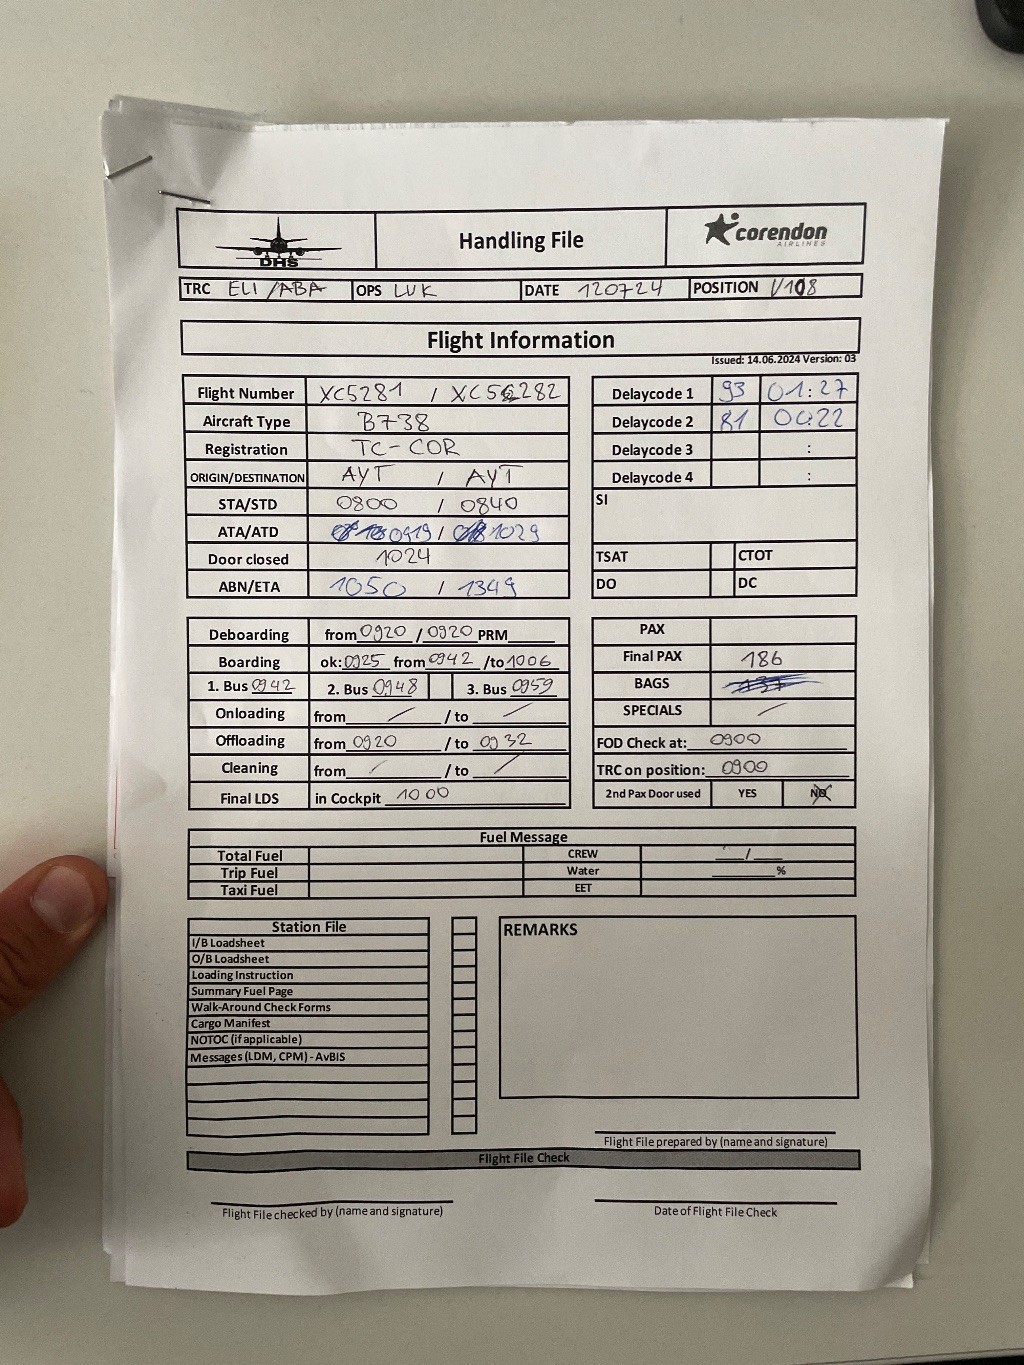 DHS
Handling File
corendon
AIRLINES
TRC ELI/ABA OPS LUK DATE 120724 POSITION V108
Flight Information
Issued: 14.06.2024 Version: 03
Flight Number XC5281 / XC5282
Aircraft Type B738
Registration TC-COR
ORIGIN/DESTINATION AYT / AYT
STA/STD 0800 / 0840
ATA/ATD 0919 / 1029
Door closed 1024
ABN/ETA 1050 / 1349
Delaycode 1 93 01:27
Delaycode 2 81 00:22
Delaycode 3 :
Delaycode 4 :
SI
TSAT CTOT
DO DC
Deboarding from 0920 / 0920 PRM
Boarding ok: 0925 from 0942 /to 1006
1. Bus 0942 2. Bus 0948 3. Bus 0959
Onloading from / / to /
Offloading from 0920 / to 0932
Cleaning from / / to /
Final LDS in Cockpit 1000
PAX
Final PAX 186
BAGS
SPECIALS /
FOD Check at: 0900
TRC on position: 0900
2nd Pax Door used YES NO
Fuel Message
Total Fuel CREW /
Trip Fuel Water %
Taxi Fuel EET
Station File
I/B Loadsheet
O/B Loadsheet
Loading Instruction
Summary Fuel Page
Walk-Around Check Forms
Cargo Manifest
NOTOC (if applicable)
Messages (LDM, CPM) - AvBIS
REMARKS
Flight File prepared by (name and signature)
Flight File Check
Flight File checked by (name and signature)
Date of Flight File Check